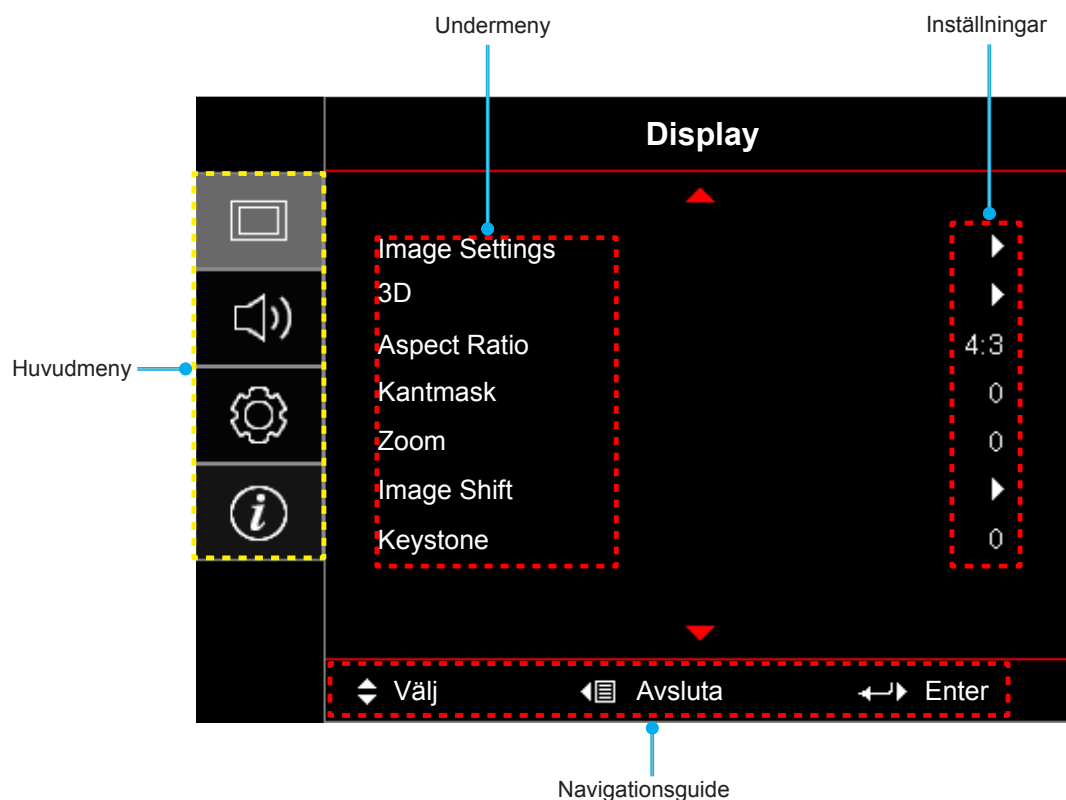 Undermeny
Inställningar
Display
Image Settings
3D
Aspect Ratio 4:3
Huvudmeny
Kantmask 0
Zoom 0
Image Shift
Keystone 0
Välj Avsluta Enter
Navigationsguide